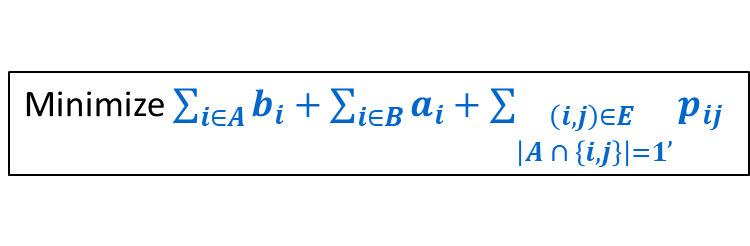 Minimize ∑i∈A bi + ∑i∈B ai + ∑ (i,j)∈E pij
|A ∩ {i,j}|=1’